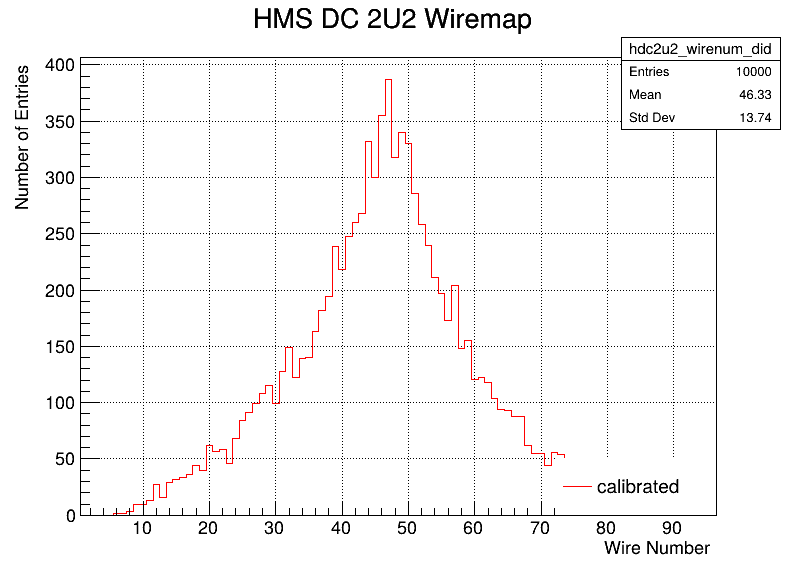 HMS DC 2U2 Wiremap
hdc2u2_wirenum_did
Entries 10000
Mean 46.33
Std Dev 13.74
Number of Entries
400
350
300
250
200
150
100
50
0
calibrated
10 20 30 40 50 60 70 80 90
Wire Number